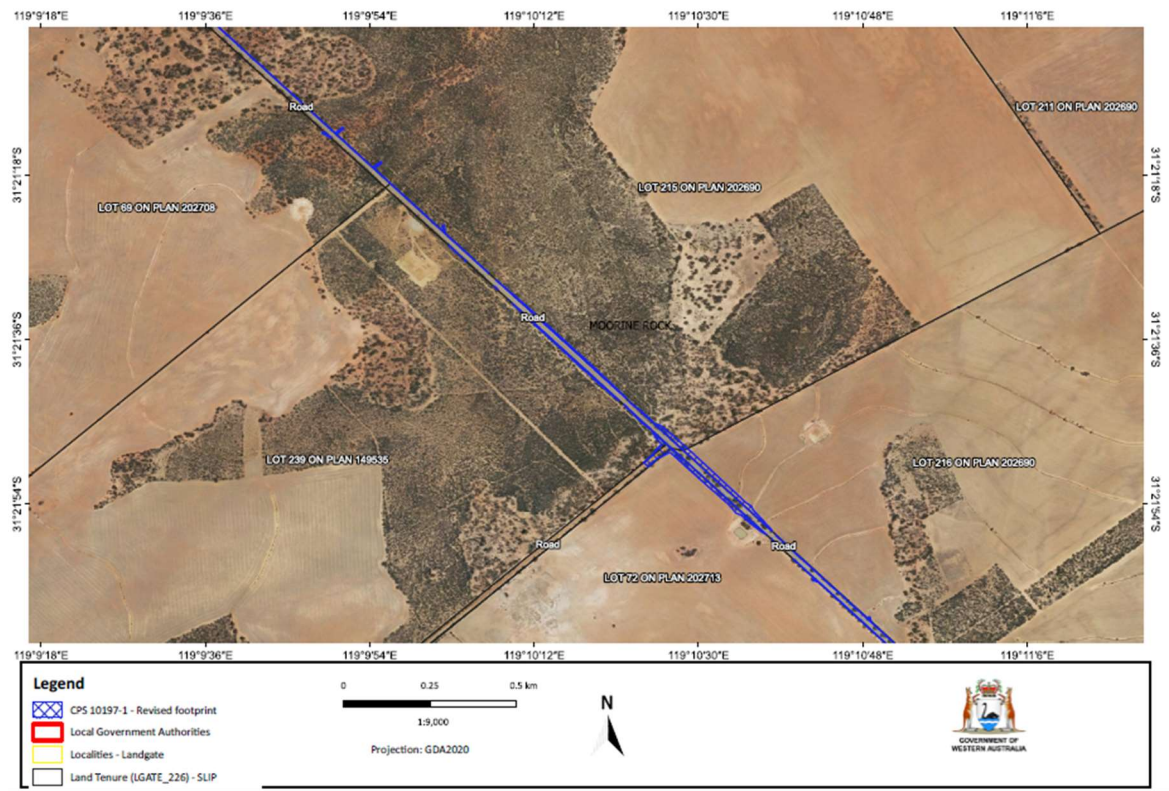 119°9'18"E 119°9'36"E 119°9'54"E 119°10'12"E 119°10'30"E 119°10'48"E 119°11'6"E
Road
LOT 211 ON PLAN 202690
31°21'18"S
31°21'18"S
LOT 215 ON PLAN 202690
LOT 69 ON PLAN 202708
Road
MOORINE ROCK
31°21'36"S
31°21'36"S
LOT 239 ON PLAN 149535
LOT 216 ON PLAN 202690
31°21'54"S
31°21'54"S
Road
Road
LOT 72 ON PLAN 202713
119°9'18"E 119°9'36"E 119°9'54"E 119°10'12"E 119°10'30"E 119°10'48"E 119°11'6"E
Legend
CPS 10197-1 - Revised footprint
Local Government Authorities
Localities - Landgate
Land Tenure (LGATE_226) - SLIP
0 0.25 0.5 km
1:9,000
Projection: GDA2020
N
GOVERNMENT OF
WESTERN AUSTRALIA